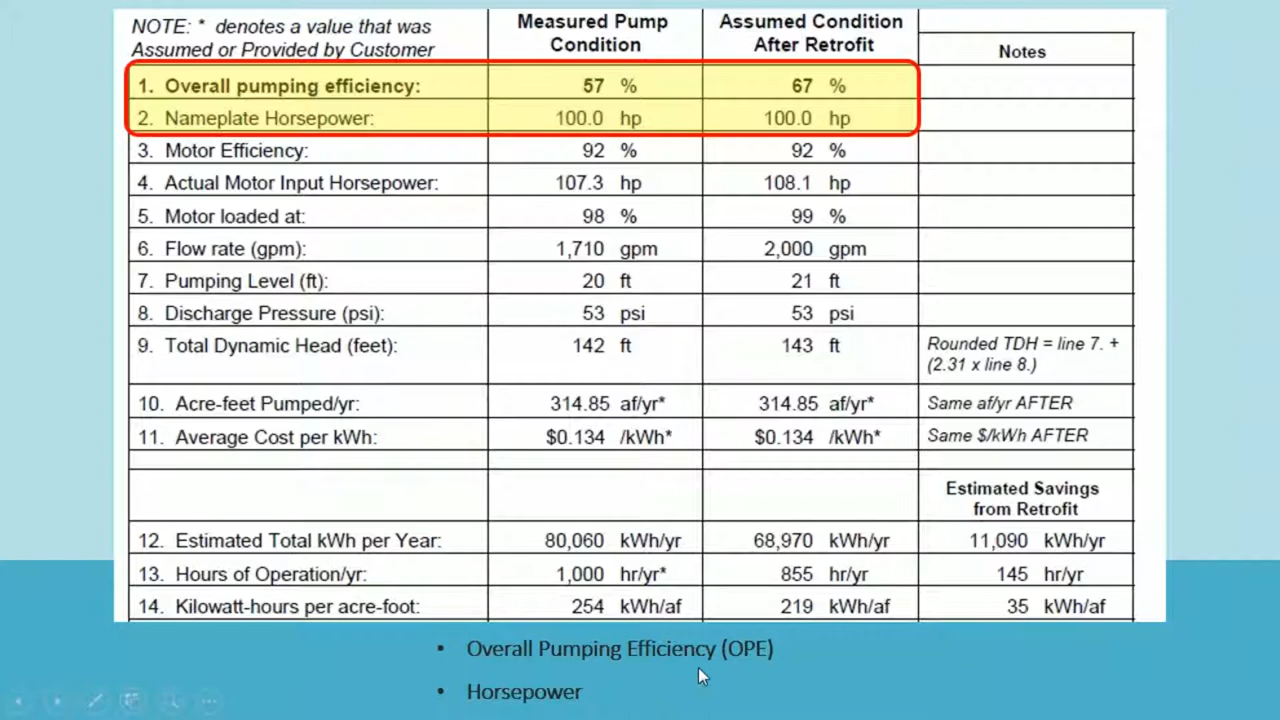 NOTE: * denotes a value that was Assumed or Provided by Customer Measured Pump Condition Assumed Condition After Retrofit Notes
1. Overall pumping efficiency: 57 % 67 %
2. Nameplate Horsepower: 100.0 hp 100.0 hp
3. Motor Efficiency: 92 % 92 %
4. Actual Motor Input Horsepower: 107.3 hp 108.1 hp
5. Motor loaded at: 98 % 99 %
6. Flow rate (gpm): 1,710 gpm 2,000 gpm
7. Pumping Level (ft): 20 ft 21 ft
8. Discharge Pressure (psi): 53 psi 53 psi
9. Total Dynamic Head (feet): 142 ft 143 ft Rounded TDH = line 7. + (2.31 x line 8.)
10. Acre-feet Pumped/yr: 314.85 af/yr* 314.85 af/yr* Same af/yr AFTER
11. Average Cost per kWh: $0.134 /kWh* $0.134 /kWh* Same $/kWh AFTER
Estimated Savings from Retrofit
12. Estimated Total kWh per Year: 80,060 kWh/yr 68,970 kWh/yr 11,090 kWh/yr
13. Hours of Operation/yr: 1,000 hr/yr* 855 hr/yr 145 hr/yr
14. Kilowatt-hours per acre-foot: 254 kWh/af 219 kWh/af 35 kWh/af
• Overall Pumping Efficiency (OPE)
• Horsepower